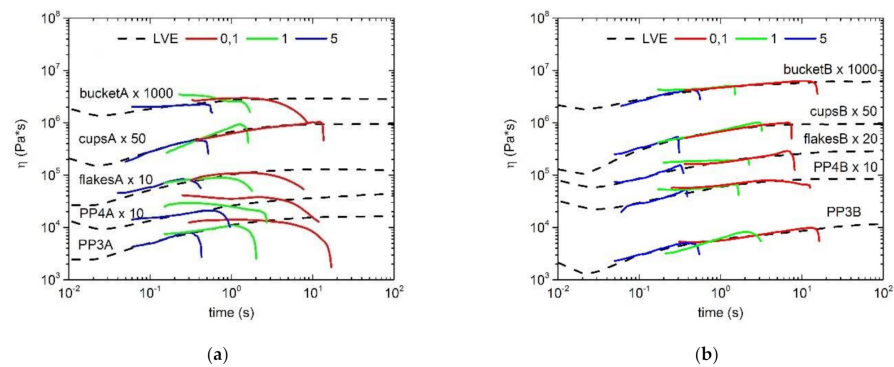 10⁸
10⁷
10⁶
10⁵
10⁴
10³
η (Pa*s)
LVE 0,1 1 5
bucketA x 1000
cupsA x 50
flakesA x 10
PP4A x 10
PP3A
10⁻² 10⁻¹ 10⁰ 10¹ 10²
time (s)
(a)
10⁸
10⁷
10⁶
10⁵
10⁴
10³
η (Pa*s)
LVE 0,1 1 5
bucketB x 1000
cupsB x 50
flakesB x 20
PP4B x 10
PP3B
10⁻² 10⁻¹ 10⁰ 10¹ 10²
time (s)
(b)